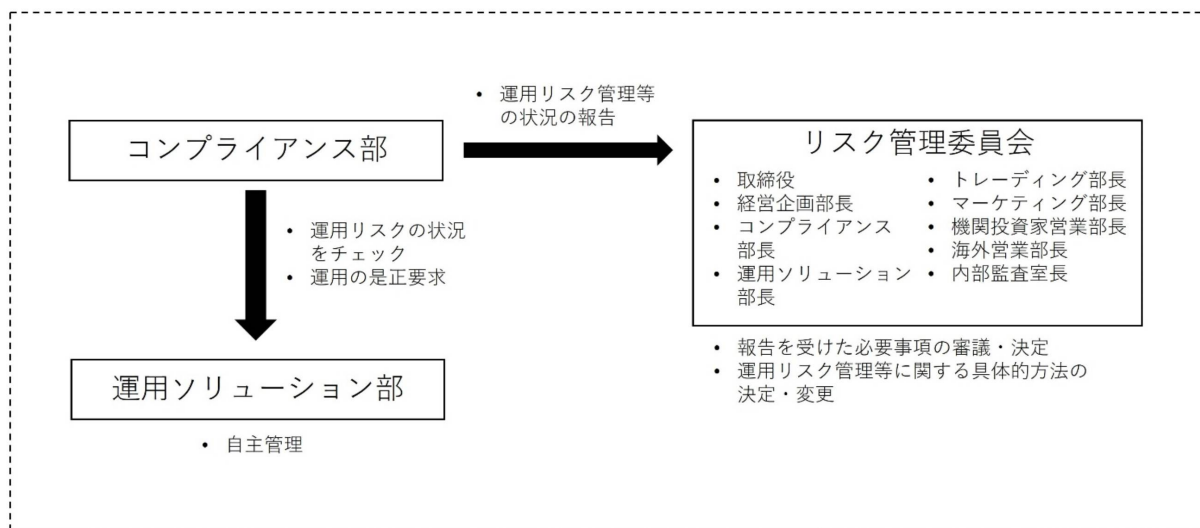 • 運用リスク管理等
の状況の報告
コンプライアンス部
• 運用リスクの状況
をチェック
• 運用の是正要求
運用ソリューション部
• 自主管理
リスク管理委員会
• 取締役
• 経営企画部長
• コンプライアンス
部長
• 運用ソリューション
部長
• トレーディング部長
• マーケティング部長
• 機関投資家営業部長
• 海外営業部長
• 内部監査室長
• 報告を受けた必要事項の審議・決定
• 運用リスク管理等に関する具体的方法の
決定・変更